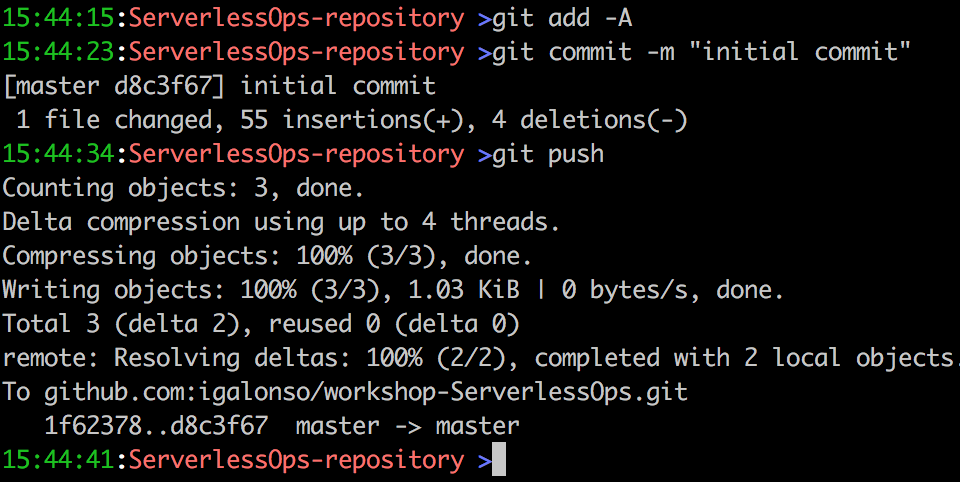 15:44:15:ServerlessOps-repository >git add -A
15:44:23:ServerlessOps-repository >git commit -m "initial commit"
[master d8c3f67] initial commit
 1 file changed, 55 insertions(+), 4 deletions(-)
15:44:34:ServerlessOps-repository >git push
Counting objects: 3, done.
Delta compression using up to 4 threads.
Compressing objects: 100% (3/3), done.
Writing objects: 100% (3/3), 1.03 KiB | 0 bytes/s, done.
Total 3 (delta 2), reused 0 (delta 0)
remote: Resolving deltas: 100% (2/2), completed with 2 local objects.
To github.com:igalonso/workshop-ServerlessOps.git
   1f62378..d8c3f67  master -> master
15:44:41:ServerlessOps-repository >